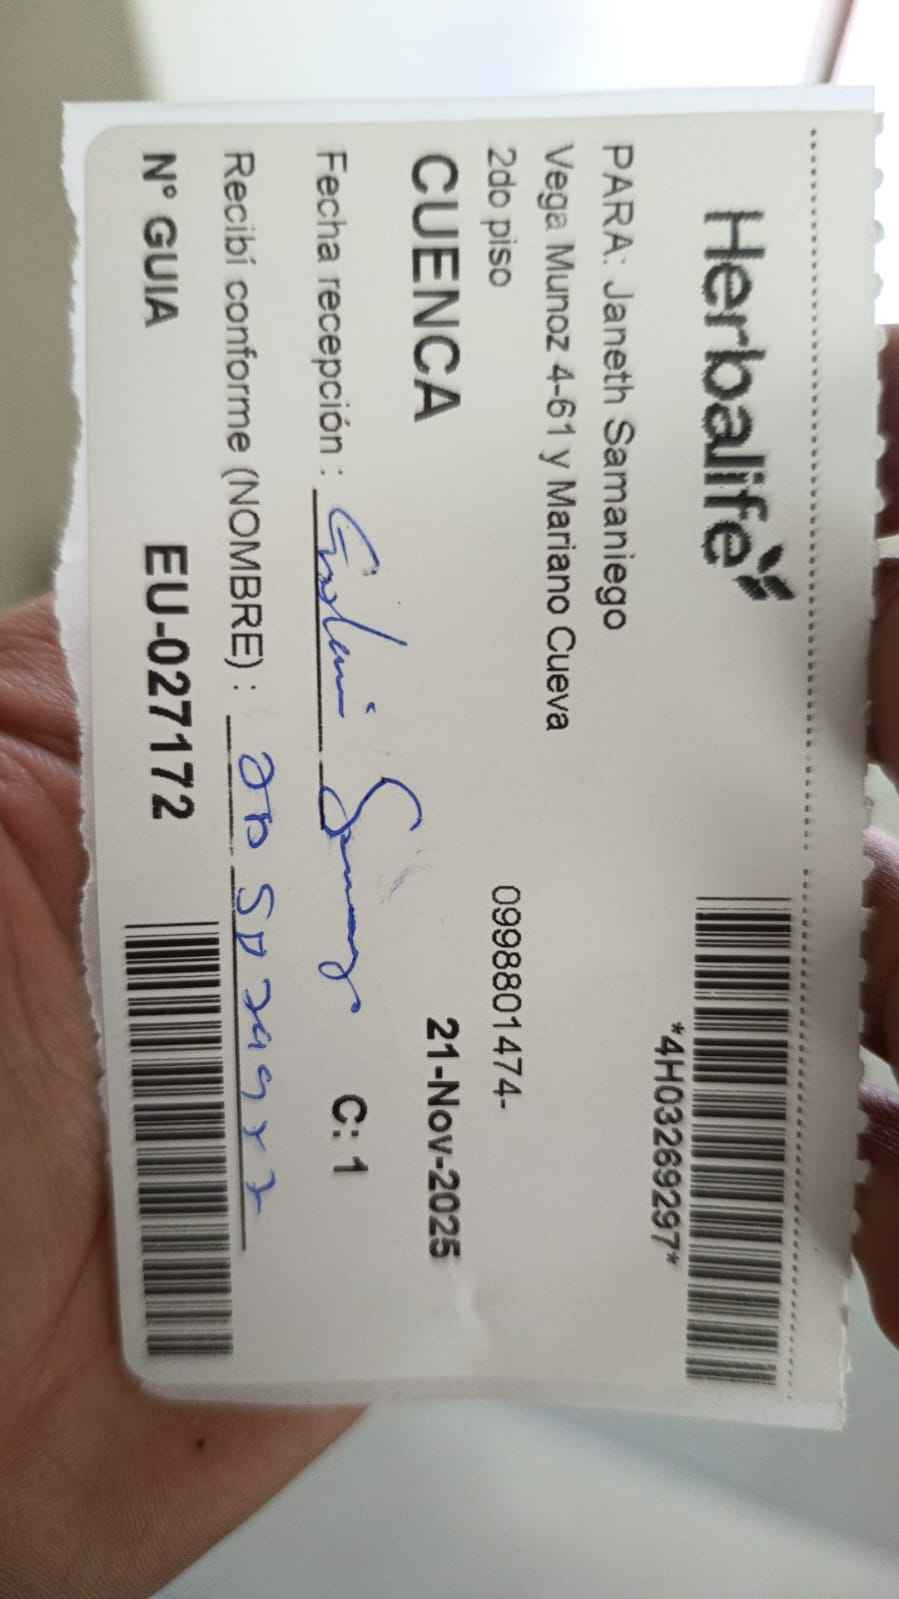 Herbalife
*4H03269297*
PARA: Janeth Samaniego
Vega Munoz 4-61 y Mariano Cueva
2do piso
0998801474-
CUENCA
21-Nov-2025
Fecha recepción :
C: 1
Recibí conforme (NOMBRE) :
N° GUIA
EU-027172